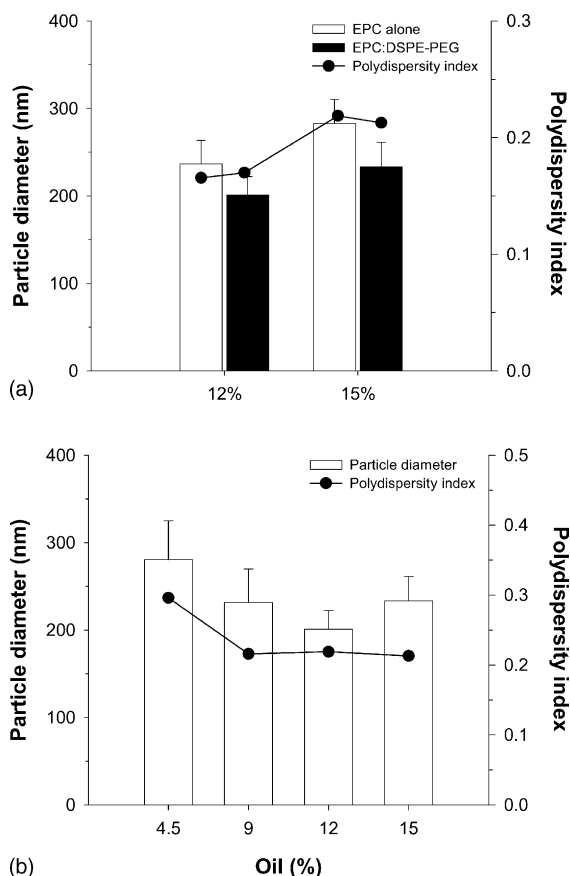 EPC alone
EPC:DSPE-PEG
Polydispersity index
Particle diameter (nm)
400
300
200
100
0
0.3
0.2
0.1
0.0
Polydispersity index
12%
15%
(a)
Particle diameter
Polydispersity index
Particle diameter (nm)
400
300
200
100
0
0.5
0.4
0.3
0.2
0.1
0.0
Polydispersity index
4.5
9
12
15
(b)
Oil (%)